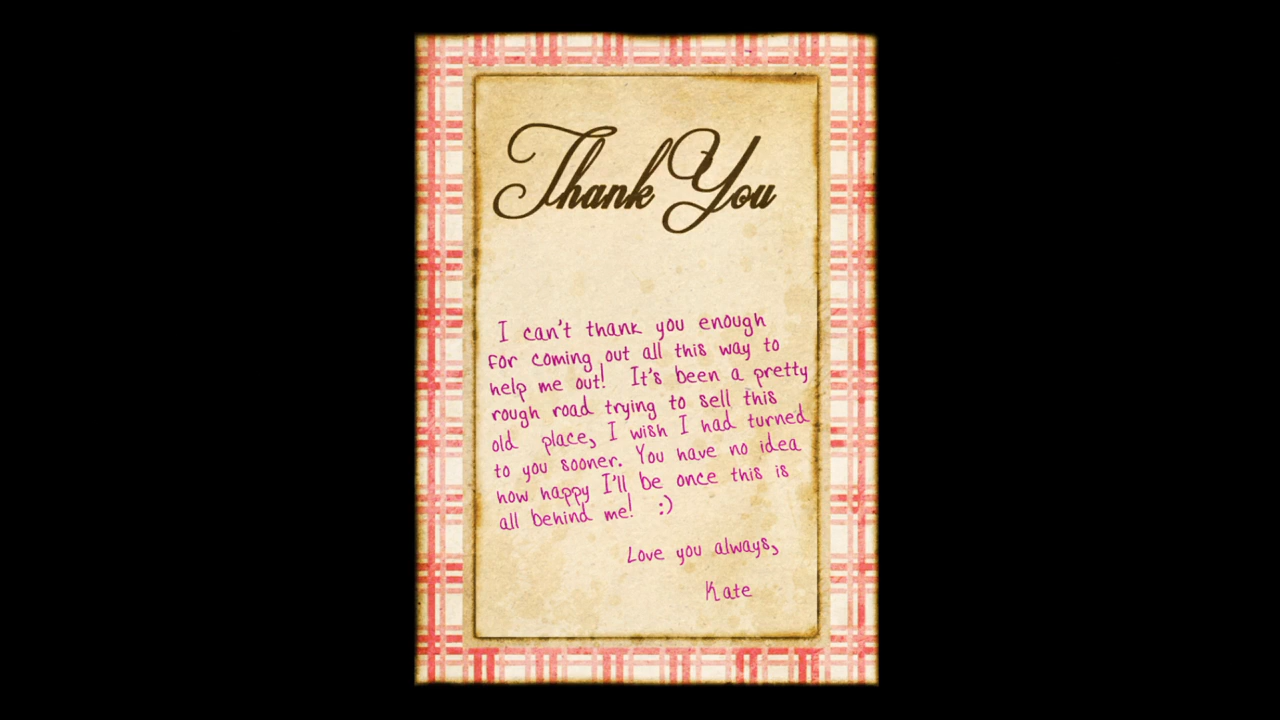 Thank You
I can't thank you enough
for coming out all this way to
help me out! It's been a pretty
rough road trying to sell this
old place, I wish I had turned
to you sooner. You have no idea
how happy I'll be once this is
all behind me! :)
Love you always,
Kate